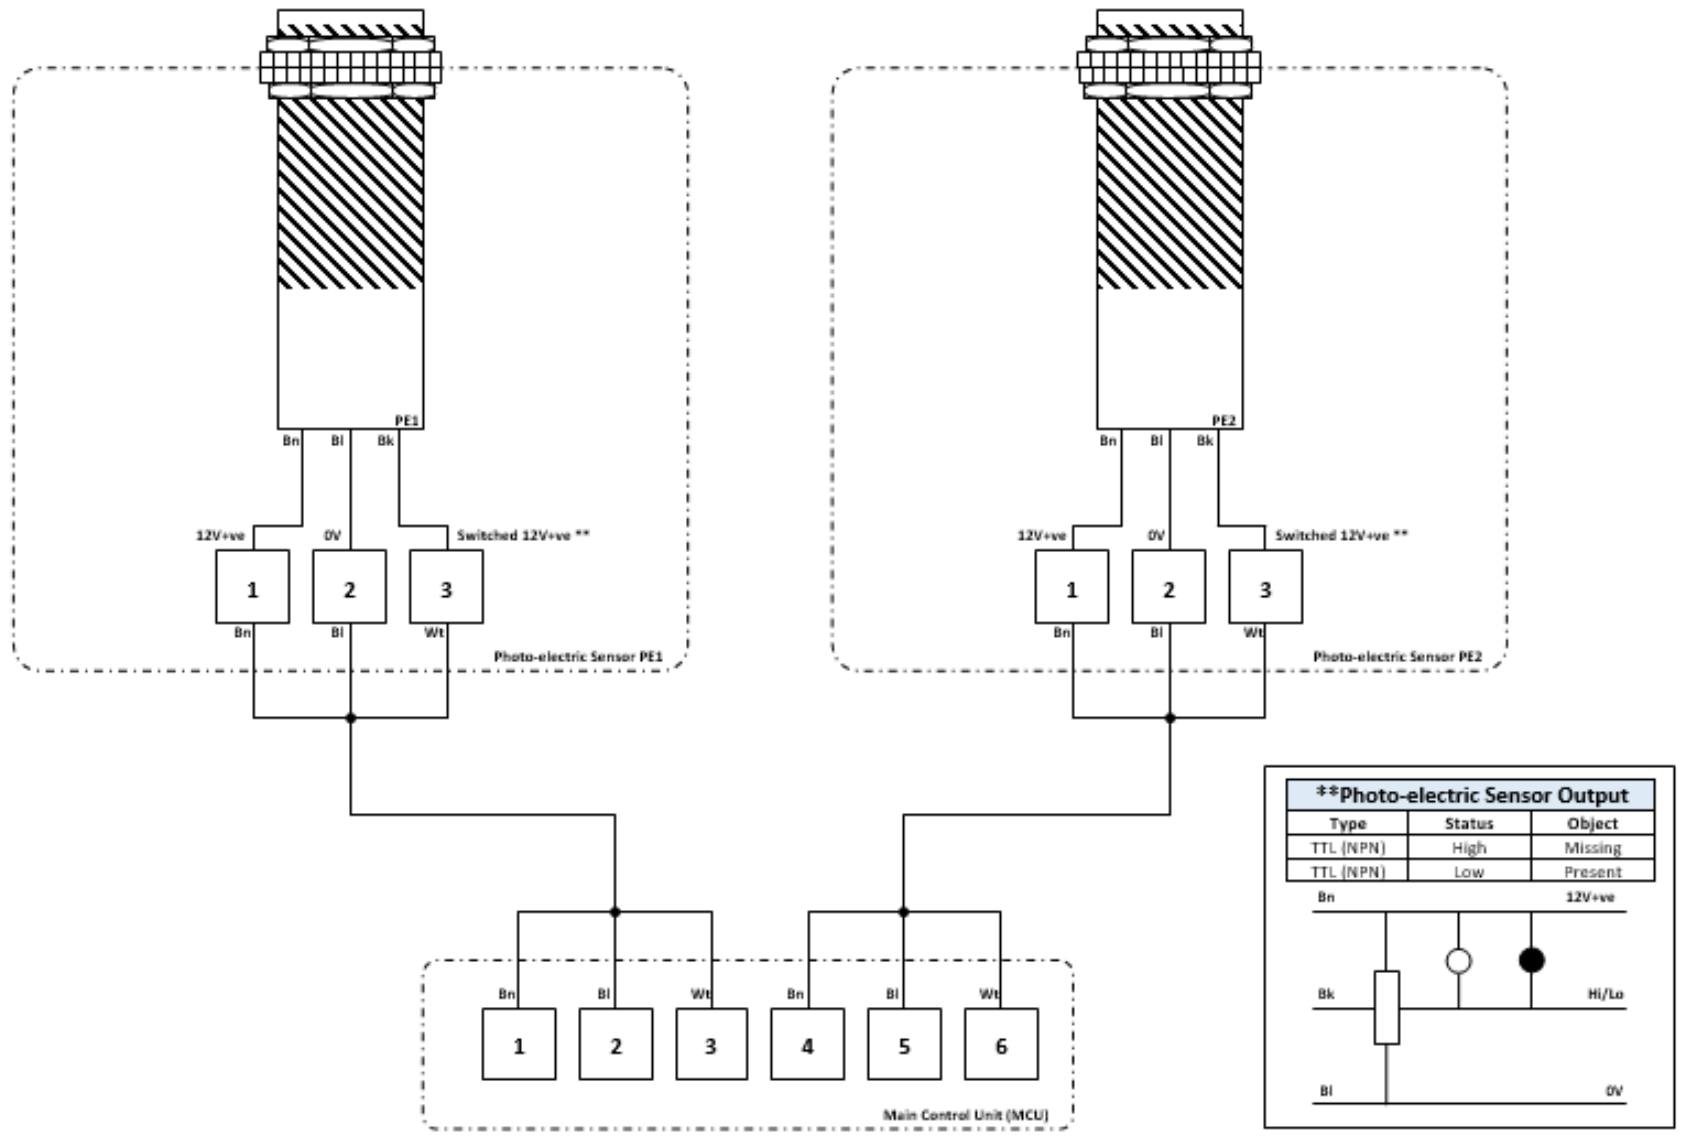 PE1
PE2
Bn Bl Bk
Bn Bl Bk
12V+ve 0V Switched 12V+ve **
12V+ve 0V Switched 12V+ve **
1 2 3
1 2 3
Bn Bl Wt
Bn Bl Wt
Photo-electric Sensor PE1
Photo-electric Sensor PE2
**Photo-electric Sensor Output
Type Status Object
TTL (NPN) High Missing
TTL (NPN) Low Present
Bn 12V+ve
Bk Hi/Lo
Bl 0V
Bn Bl Wt Bn Bl Wt
1 2 3 4 5 6
Main Control Unit (MCU)